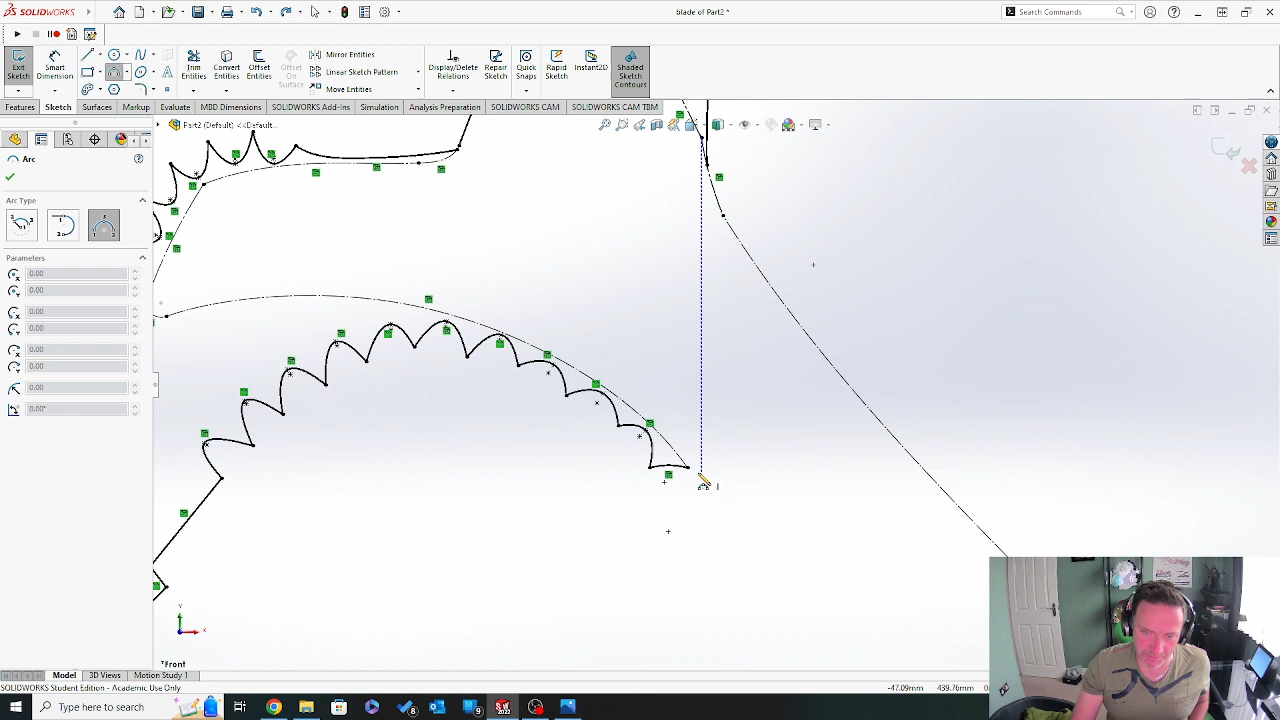 SOLIDWORKS
blade of Part2 *
Search Commands
Exit Sketch
Smart Dimension
Trim Entities
Convert Entities
Offset Entities
Offset On Surface
Mirror Entities
Linear Sketch Pattern
Move Entities
Display/Delete Relations
Repair Sketch
Quick Snaps
Rapid Sketch
Instant2D
Shaded Sketch Contours
Features
Sketch
Surfaces
Markup
Evaluate
MBD Dimensions
SOLIDWORKS Add-Ins
Simulation
Analysis Preparation
SOLIDWORKS CAM
SOLIDWORKS CAM TBM
Part2 (Default) <<Default...
Arc
Arc Type
Parameters
0.00
0.00
0.00
0.00
0.00
0.00
0.00
0.00°
Y
X
*Front
Model
3D Views
Motion Study 1
SOLIDWORKS Student Edition - Academic Use Only
-47.09mm
439.76mm
Type here to search